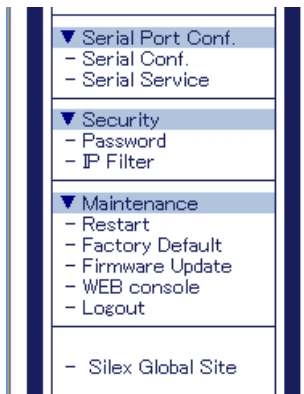 ▼ Serial Port Conf.
- Serial Conf.
- Serial Service
▼ Security
- Password
- IP Filter
▼ Maintenance
- Restart
- Factory Default
- Firmware Update
- WEB console
- Logout
- Silex Global Site